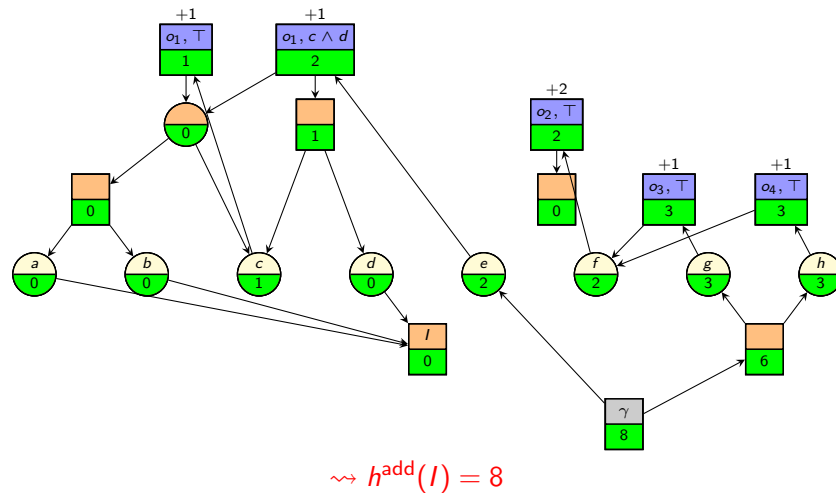 +1 +1
o₁, ⊤ o₁, c ∧ d
1 2
+2
o₂, ⊤
2
0 1
+1 +1
o₃, ⊤ o₄, ⊤
3 3
0 0
a b c d e f g h
0 0 1 0 2 2 3 3
I
0 6
γ
8
⇝ hᵃᵈᵈ(I) = 8